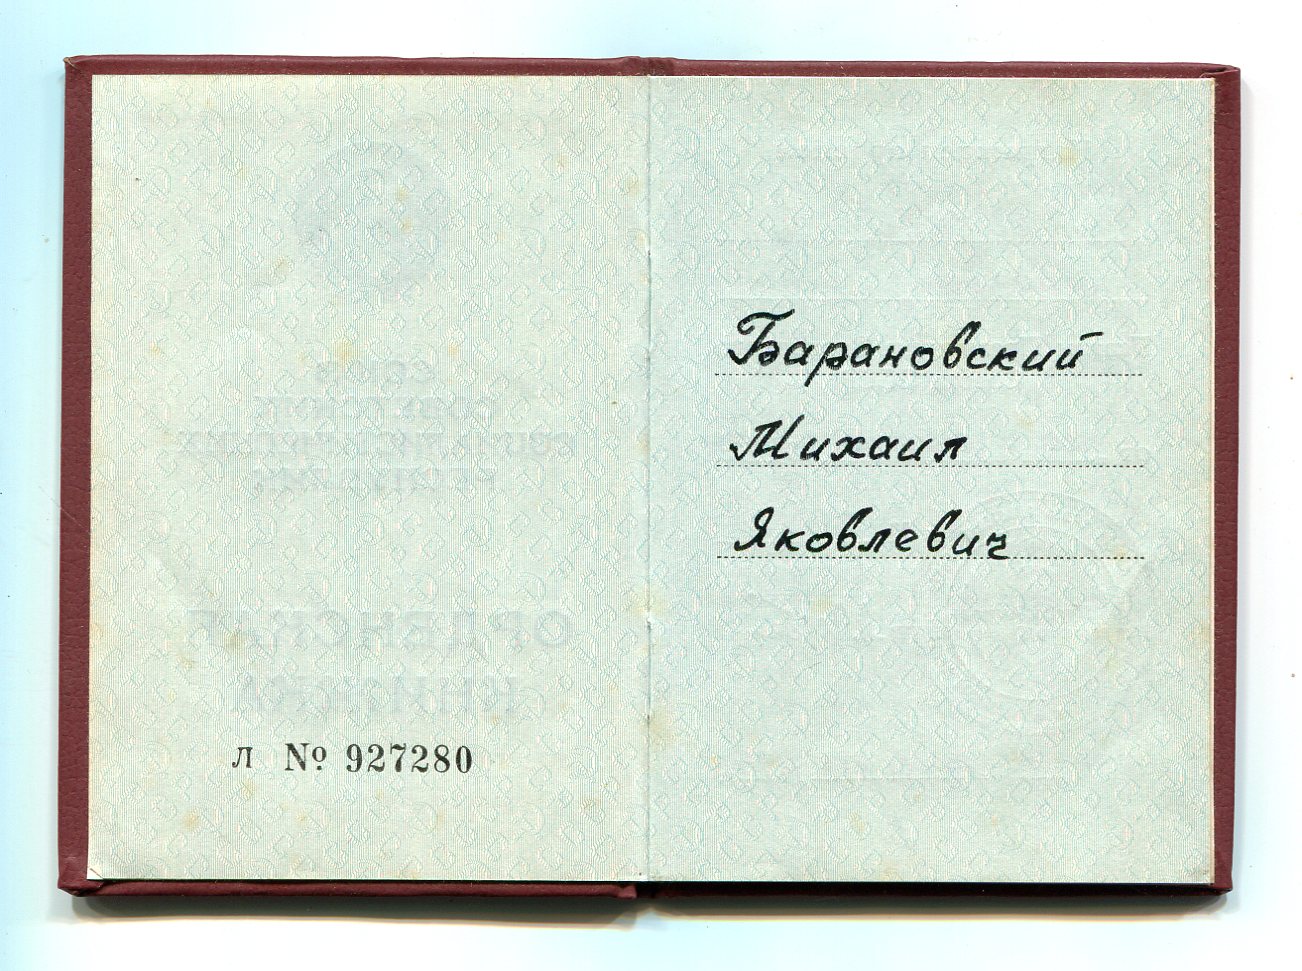 л № 927280
Барановский
Михаил
Яковлевич